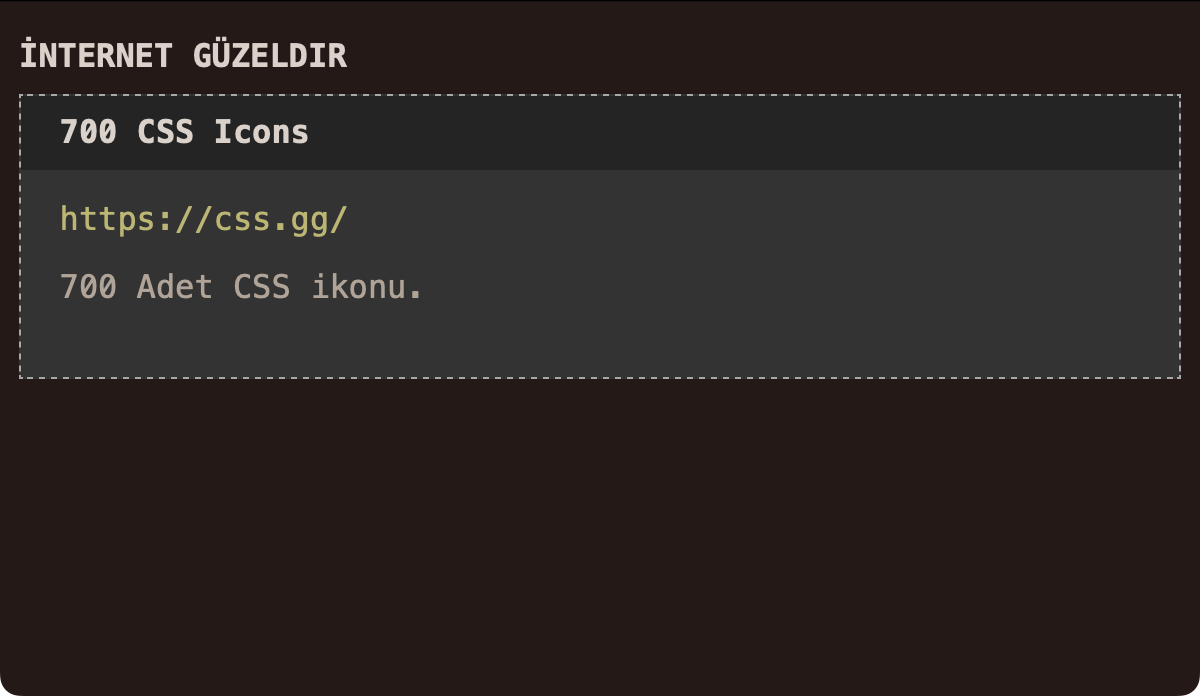 İNTERNET GÜZELDIR
700 CSS Icons
https://css.gg/
700 Adet CSS ikonu.